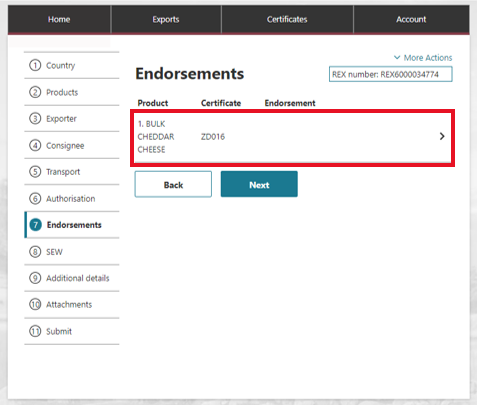 Home Exports Certificates Account
1 Country
2 Products
3 Exporter
4 Consignee
5 Transport
6 Authorisation
7 Endorsements
8 SEW
9 Additional details
10 Attachments
11 Submit
More Actions
Endorsements
REX number: REX6000034774
Product Certificate Endorsement
1. BULK
CHEDDAR ZD016
CHEESE
Back Next